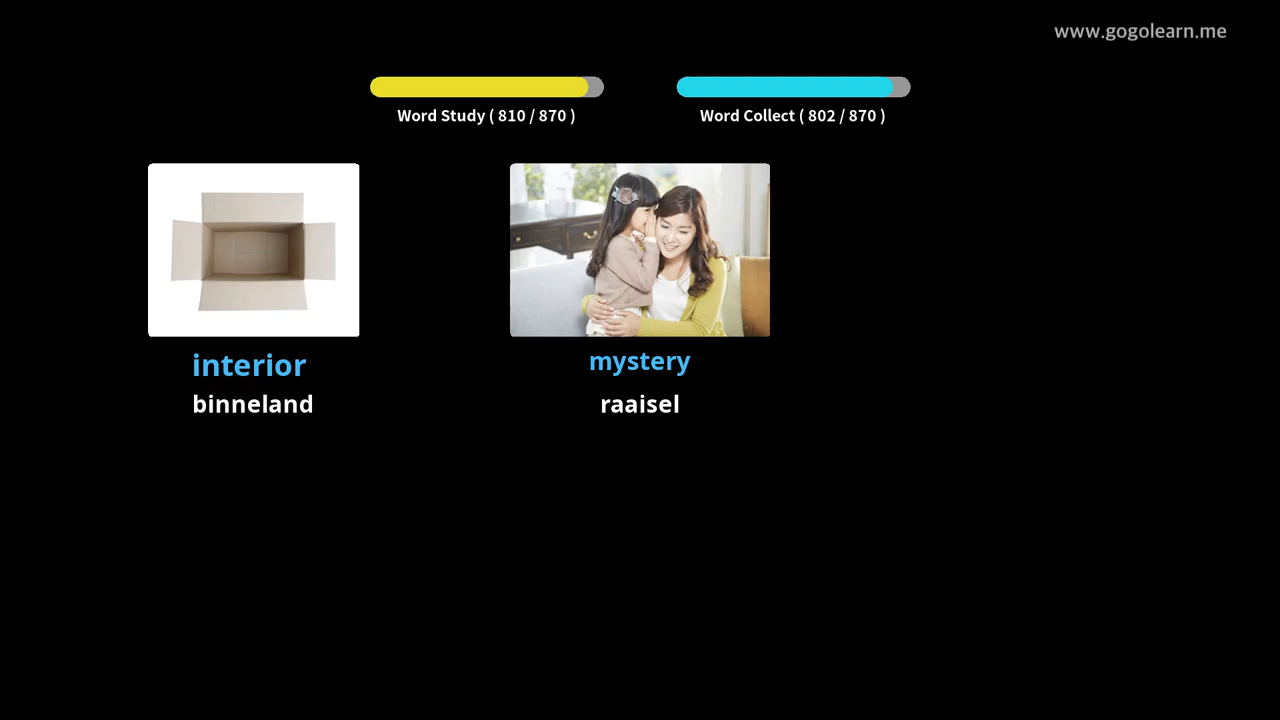 www.gogolearn.me
Word Study ( 810 / 870 )
Word Collect ( 802 / 870 )
interior
binneland
mystery
raaisel